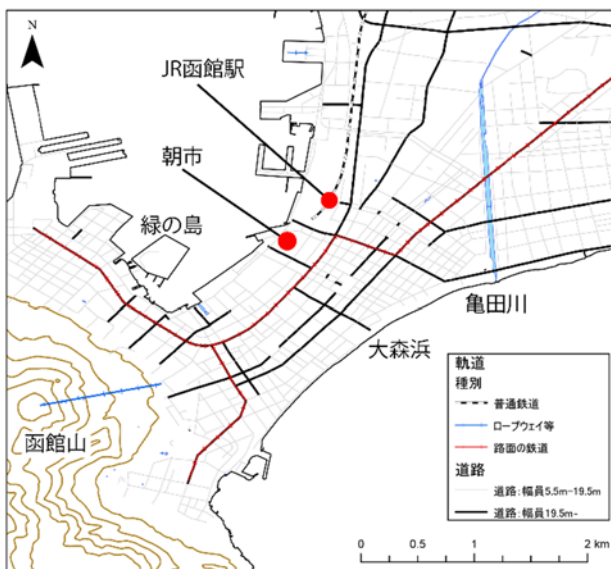 N
JR函館駅
朝市
緑の島
亀田川
大森浜
函館山
軌道
種別
普通鉄道
ロープウェイ等
路面の鉄道
道路
道路:幅員5.5m-19.5m
道路:幅員19.5m-
0 0.5 1 2 km